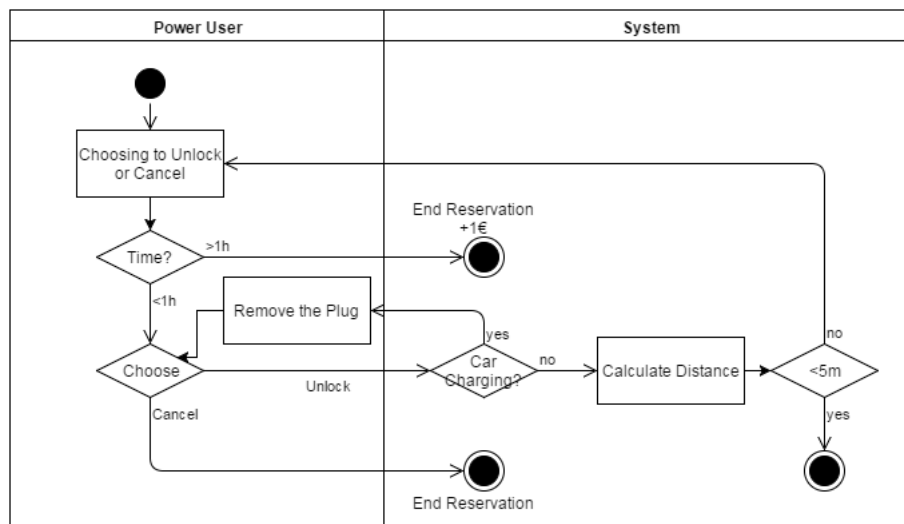 Power User
System
Choosing to Unlock
or Cancel
End Reservation
+1€
Time?
>1h
<1h
Remove the Plug
yes
no
Choose
Unlock
Car
Charging?
no
Calculate Distance
<5m
Cancel
yes
End Reservation